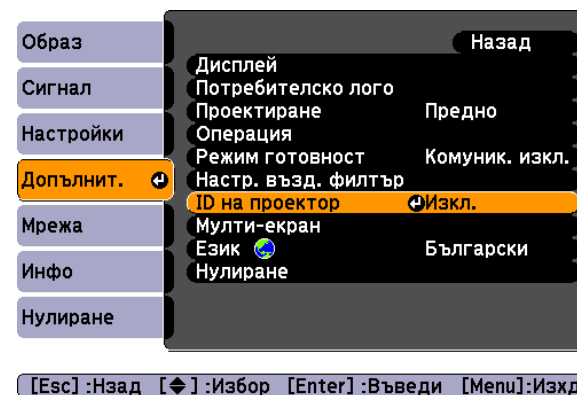 Образ
Сигнал
Настройки
Допълнит.
Мрежа
Инфо
Нулиране
Назад
Дисплей
Потребителско лого
Проектиране Предно
Операция
Режим готовност Комуник. изкл.
Настр. възд. филтър
ID на проектор Изкл.
Мулти-екран
Език Български
Нулиране
[Esc] :Нзад [◆] :Избор [Enter] :Въведи [Menu]:Изхд